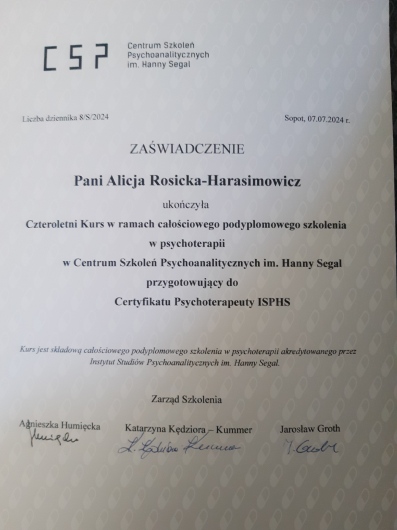 CSP
Centrum Szkoleń
Psychoanalitycznych
im. Hanny Segal
Liczba dziennika 8/S/2024
Sopot, 07.07.2024 r.
ZAŚWIADCZENIE
Pani Alicja Rosicka-Harasimowicz
ukończyła
Czteroletni Kurs w ramach całościowego podyplomowego szkolenia
w psychoterapii
w Centrum Szkoleń Psychoanalitycznych im. Hanny Segal
przygotowujący do
Certyfikatu Psychoterapeuty ISPHS
Kurs jest składową całościowego podyplomowego szkolenia w psychoterapii akredytowanego przez
Instytut Studiów Psychoanalitycznych im. Hanny Segal.
Zarząd Szkolenia
Agnieszka Humięcka
Katarzyna Kędziora – Kummer
Jarosław Groth